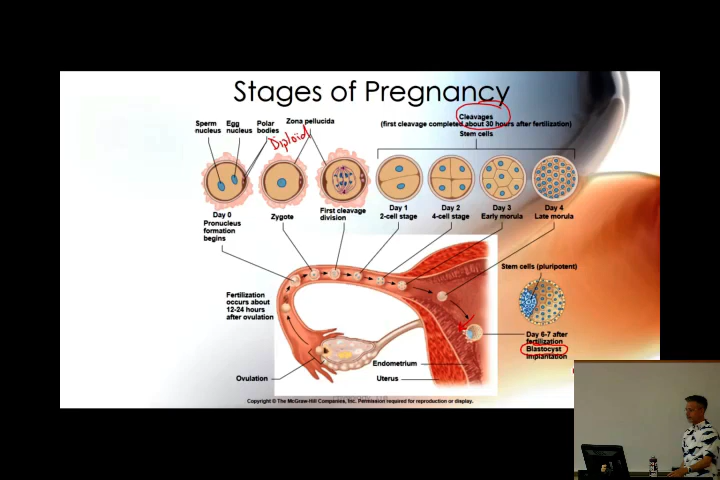 Stages of Pregnancy
Cleavages
(first cleavage completed about 30 hours after fertilization)
Stem cells
Sperm
nucleus
Egg
nucleus
Polar
bodies
Zona pellucida
Diploid
Day 0
Pronucleus
formation
begins
Zygote
First cleavage
division
Day 1
2-cell stage
Day 2
4-cell stage
Day 3
Early morula
Day 4
Late morula
Stem cells (pluripotent)
Fertilization
occurs about
12-24 hours
after ovulation
Day 6-7 after
fertilization
Blastocyst
implantation
Endometrium
Ovulation
Uterus
Copyright © The McGraw-Hill Companies, Inc. Permission required for reproduction or display.